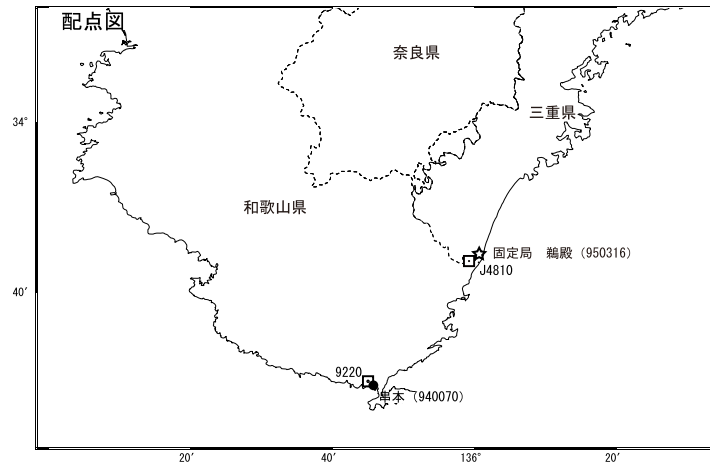 配点図
奈良県
34°
三重県
和歌山県
固定局　鵜殿（950316）
J4810
40′
9220
串本（940070）
20′
40′
136°
20′